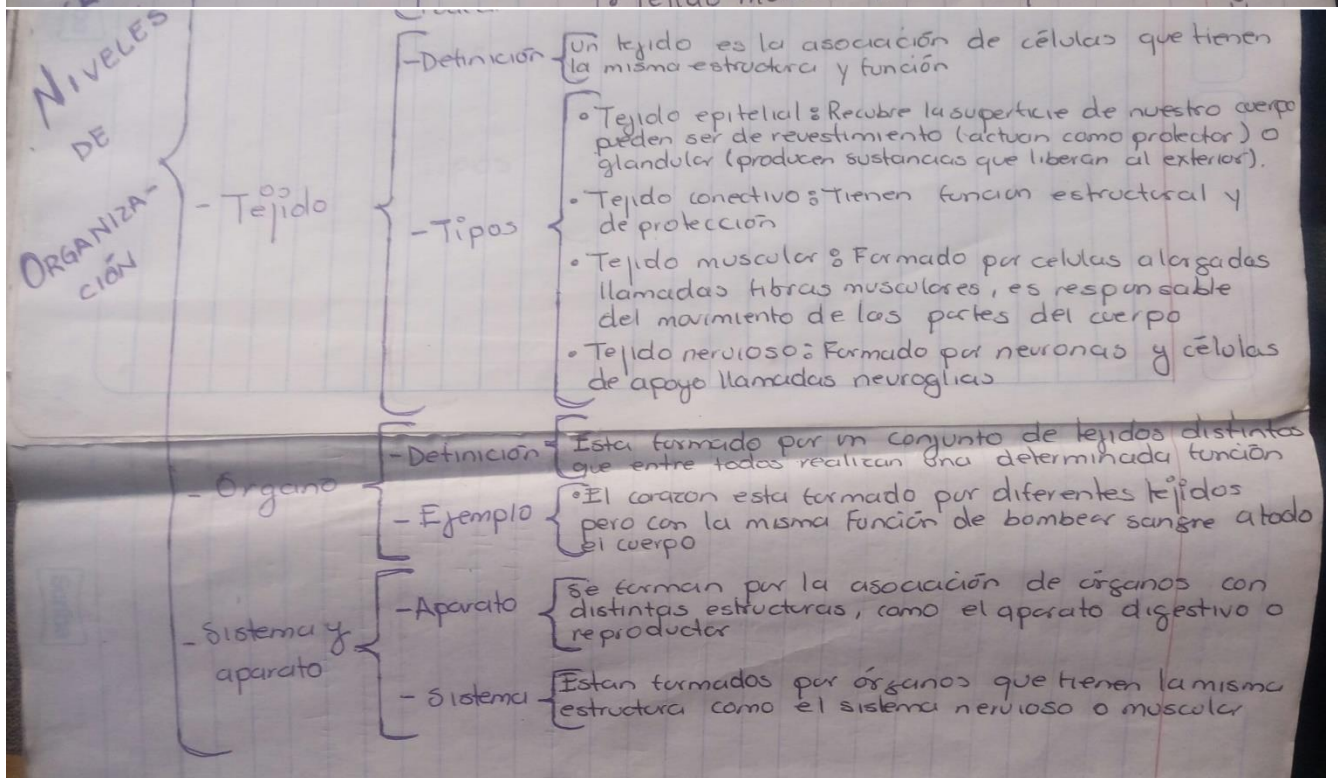 NIVELES
DE
ORGANIZA-
CIÓN
- Tejido
- Definición
Un tejido es la asociación de células que tienen
la misma estructura y función
- Tipos
• Tejido epitelial: Recubre la superficie de nuestro cuerpo
pueden ser de revestimiento (actuan como protector) o
glandular (producen sustancias que liberan al exterior).
• Tejido conectivo: Tienen función estructural y
de protección
• Tejido muscular: Formado por celulas alargadas
llamadas fibras musculares, es responsable
del movimiento de las partes del cuerpo
• Tejido nervioso: Formado por neuronas y células
de apoyo llamadas neuroglias
- Órgano
- Definición
Esta formado por un conjunto de tejidos distintos
que entre todos realizan una determinada función
- Ejemplo
• El corazon esta formado por diferentes tejidos
pero con la misma Función de bombear sangre a todo
el cuerpo
- Sistema y
aparato
- Aparato
Se forman por la asociación de órganos con
distintas estructuras, como el aparato digestivo o
reproductor
- Sistema
Estan formados por órganos que tienen la misma
estructura como el sistema nervioso o muscular